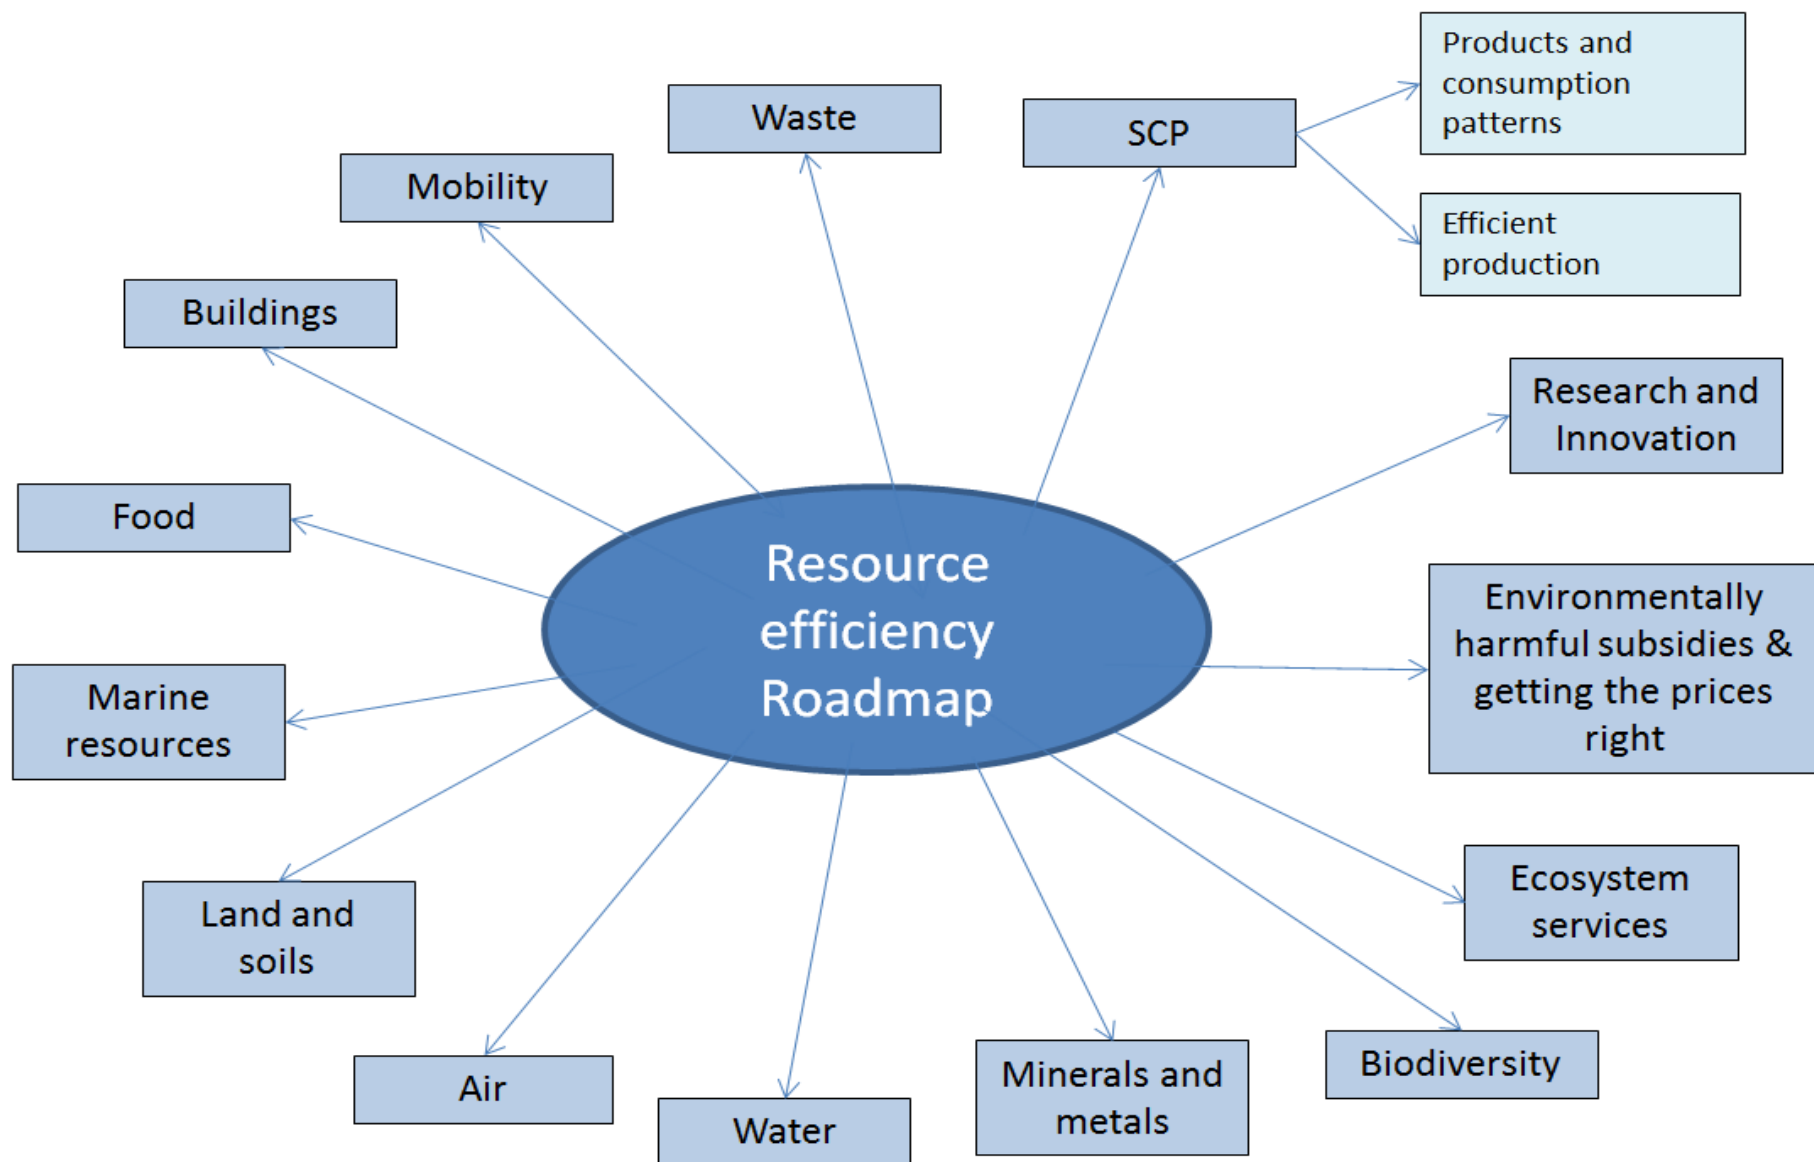 Products and
consumption
patterns
Waste
SCP
Mobility
Efficient
production
Buildings
Research and
Innovation
Food
Resource
efficiency
Roadmap
Environmentally
harmful subsidies &
getting the prices
right
Marine
resources
Land and
soils
Ecosystem
services
Air
Water
Minerals and
metals
Biodiversity